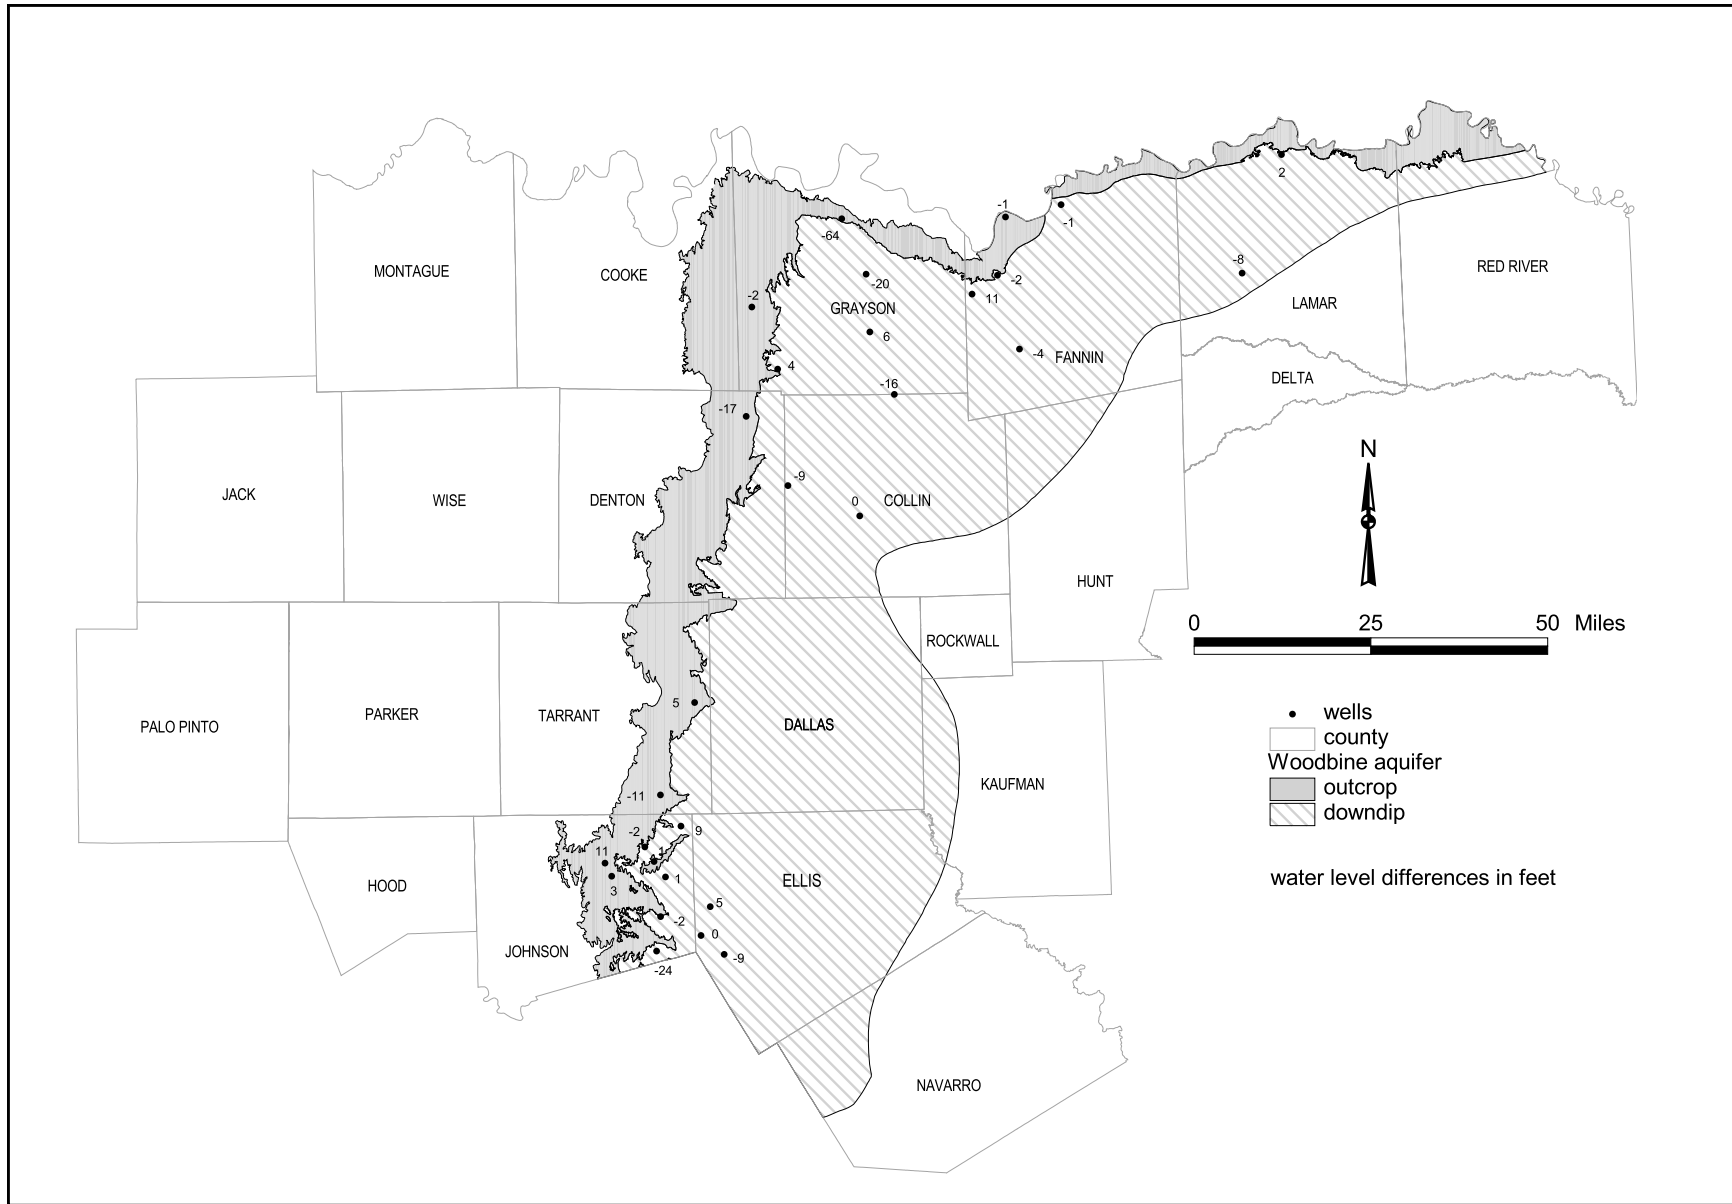 2
-1
-1
-64
-8
RED RIVER
MONTAGUE
COOKE
-20
-2
11
-2
GRAYSON
LAMAR
6
-4
FANNIN
4
-16
DELTA
-17
N
-9
JACK
WISE
DENTON
0
COLLIN
HUNT
0 25 50 Miles
ROCKWALL
5
PALO PINTO
PARKER
TARRANT
DALLAS
wells
county
Woodbine aquifer
outcrop
downdip
KAUFMAN
-11
-2
9
11
1
HOOD
3
1
ELLIS
water level differences in feet
5
-2
0
JOHNSON
-9
-24
NAVARRO